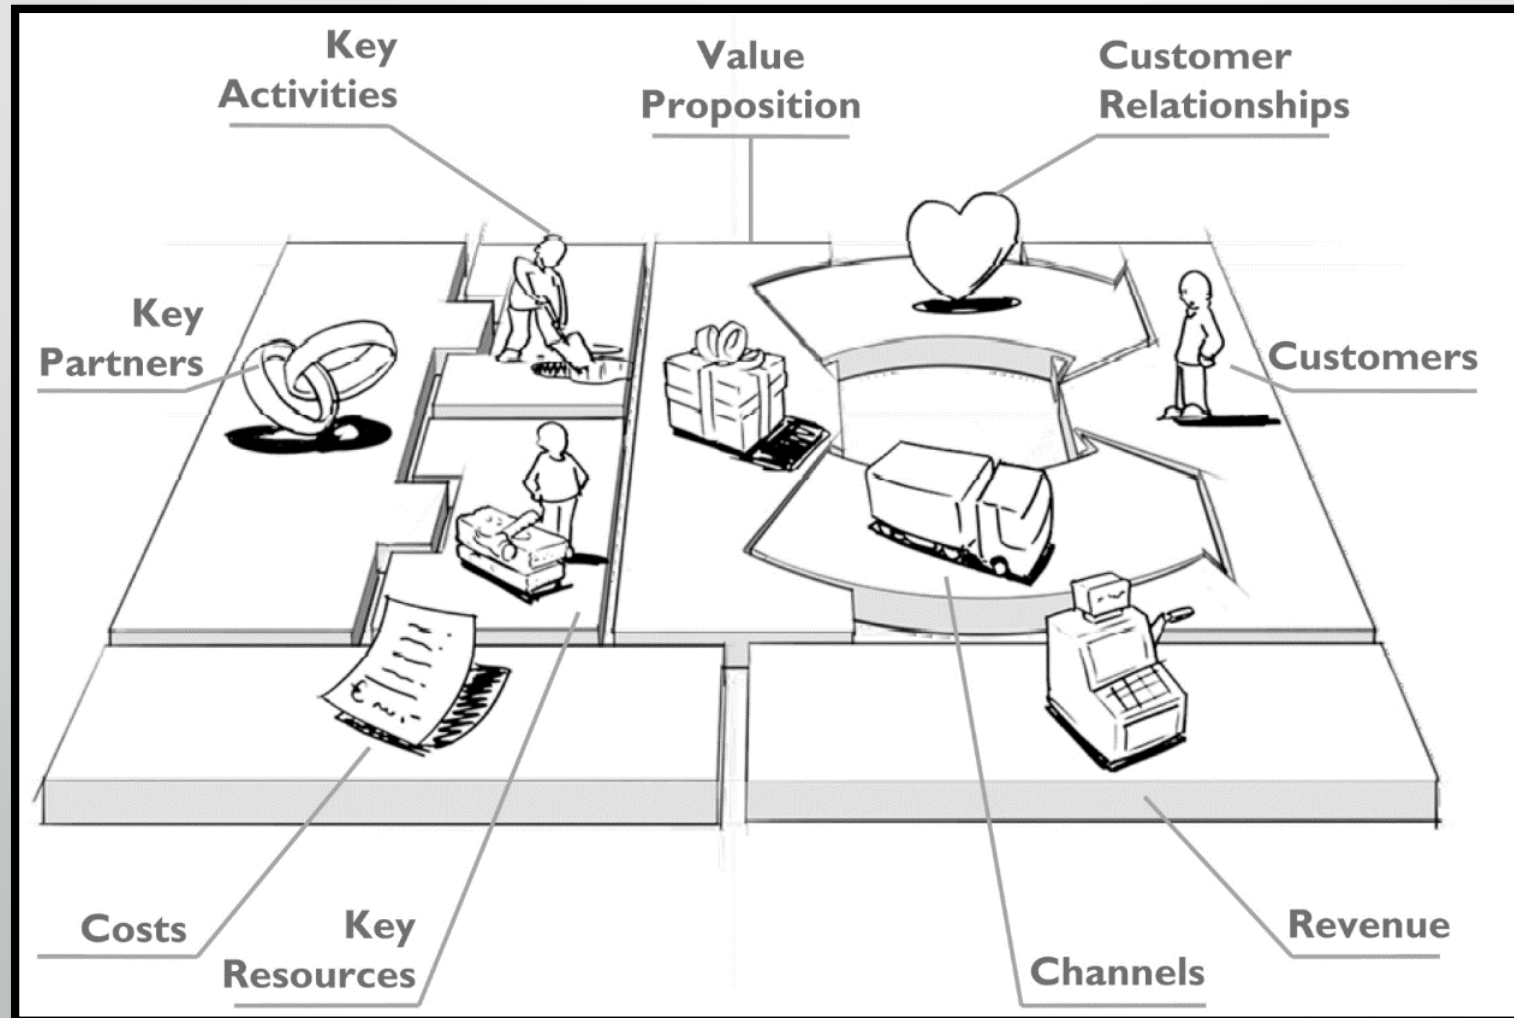 Key
Activities
Value
Proposition
Customer
Relationships
Key
Partners
Customers
Costs
Key
Resources
Channels
Revenue